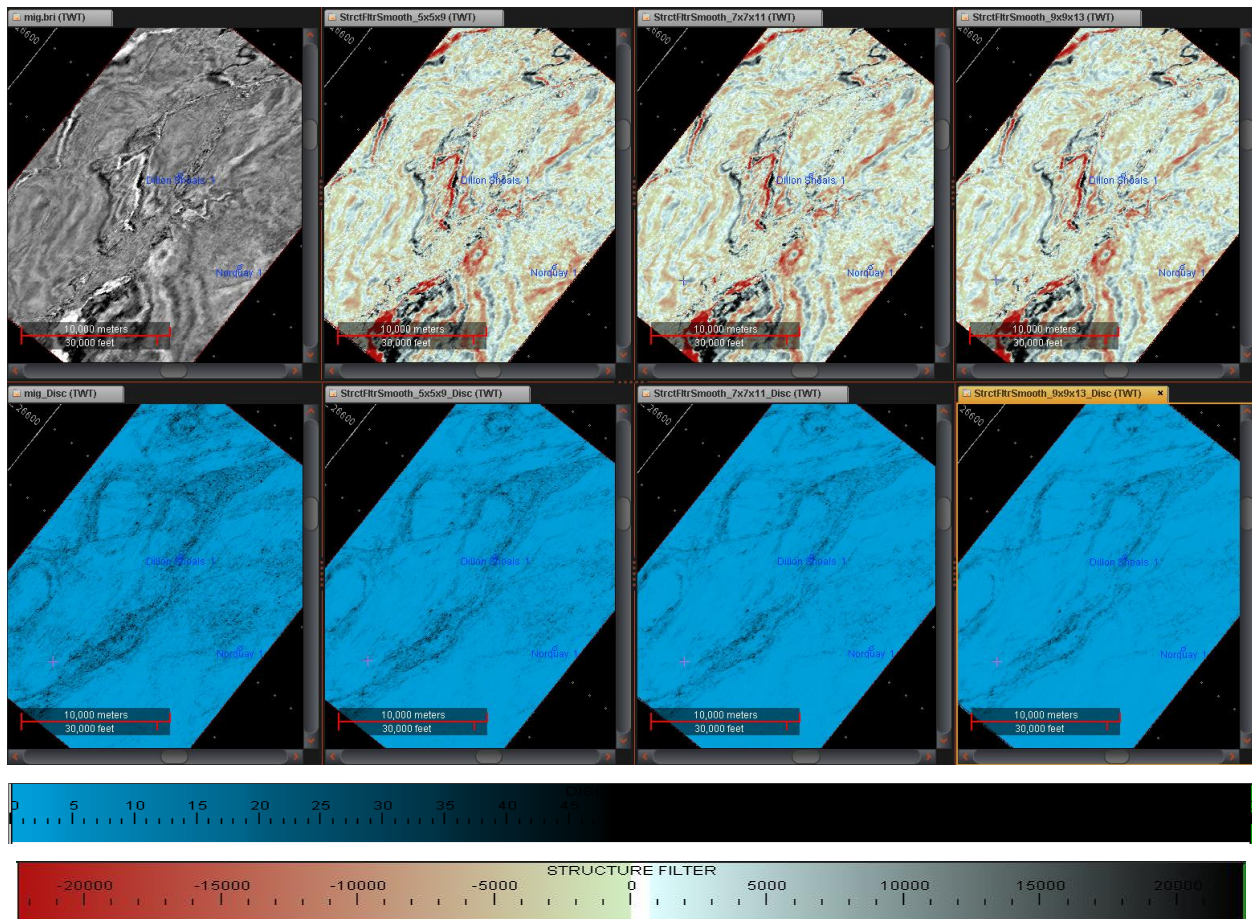 mig.bri (TWT)
StrctFltrSmooth_5x5x9 (TWT)
StrctFltrSmooth_7x7x11 (TWT)
StrctFltrSmooth_9x9x13 (TWT)
Dillon Shoals 1
Norquay 1
10,000 meters
30,000 feet
Dillon Shoals 1
Norquay 1
10,000 meters
30,000 feet
Dillon Shoals 1
Norquay 1
10,000 meters
30,000 feet
Dillon Shoals 1
Norquay 1
10,000 meters
30,000 feet
mig_Disc (TWT)
StrctFltrSmooth_5x5x9_Disc (TWT)
StrctFltrSmooth_7x7x11_Disc (TWT)
StrctFltrSmooth_9x9x13_Disc (TWT) ×
26600
Dillon Shoals 1
Norquay 1
10,000 meters
30,000 feet
26600
Dillon Shoals 1
Norquay 1
10,000 meters
30,000 feet
26600
Dillon Shoals 1
Norquay 1
10,000 meters
30,000 feet
26600
Dillon Shoals 1
Norquay 1
10,000 meters
30,000 feet
0 5 10 15 20 25 30 35 40 45
STRUCTURE FILTER
-20000 -15000 -10000 -5000 0 5000 10000 15000 20000